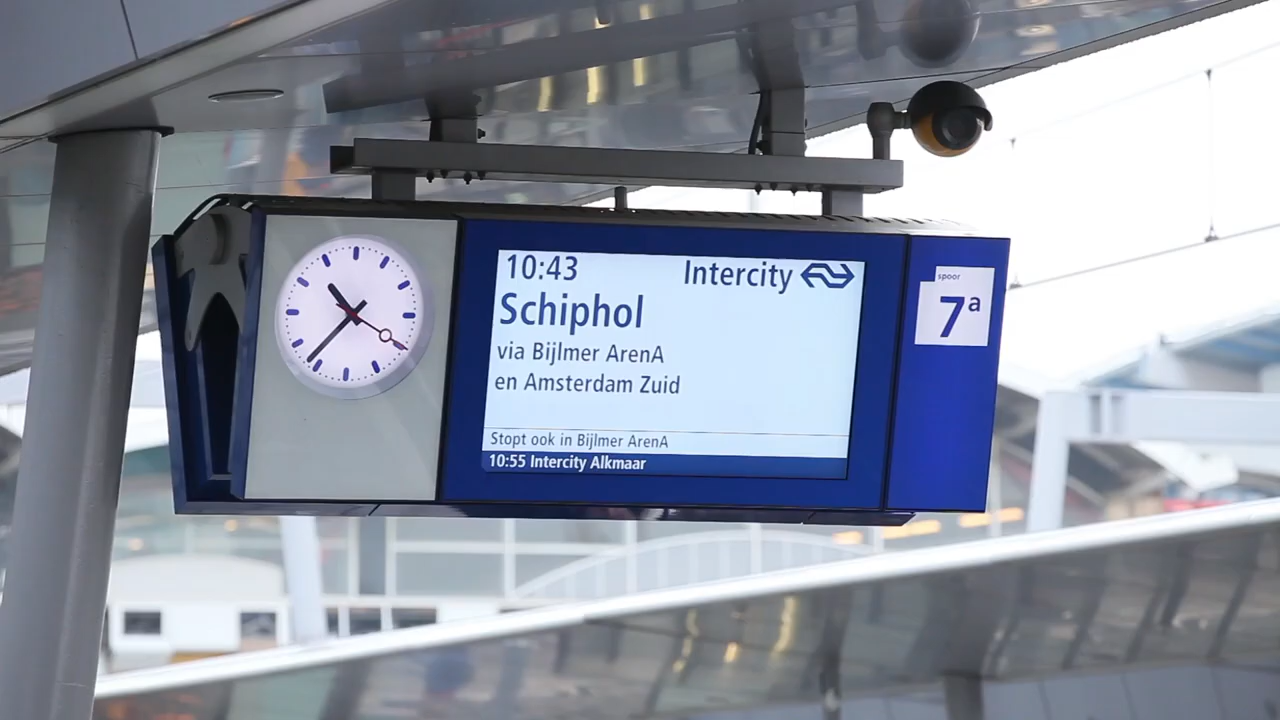 10:43 Intercity
Schiphol
via Bijlmer ArenA
en Amsterdam Zuid
Stopt ook in Bijlmer ArenA
10:55 Intercity Alkmaar
spoor
7a